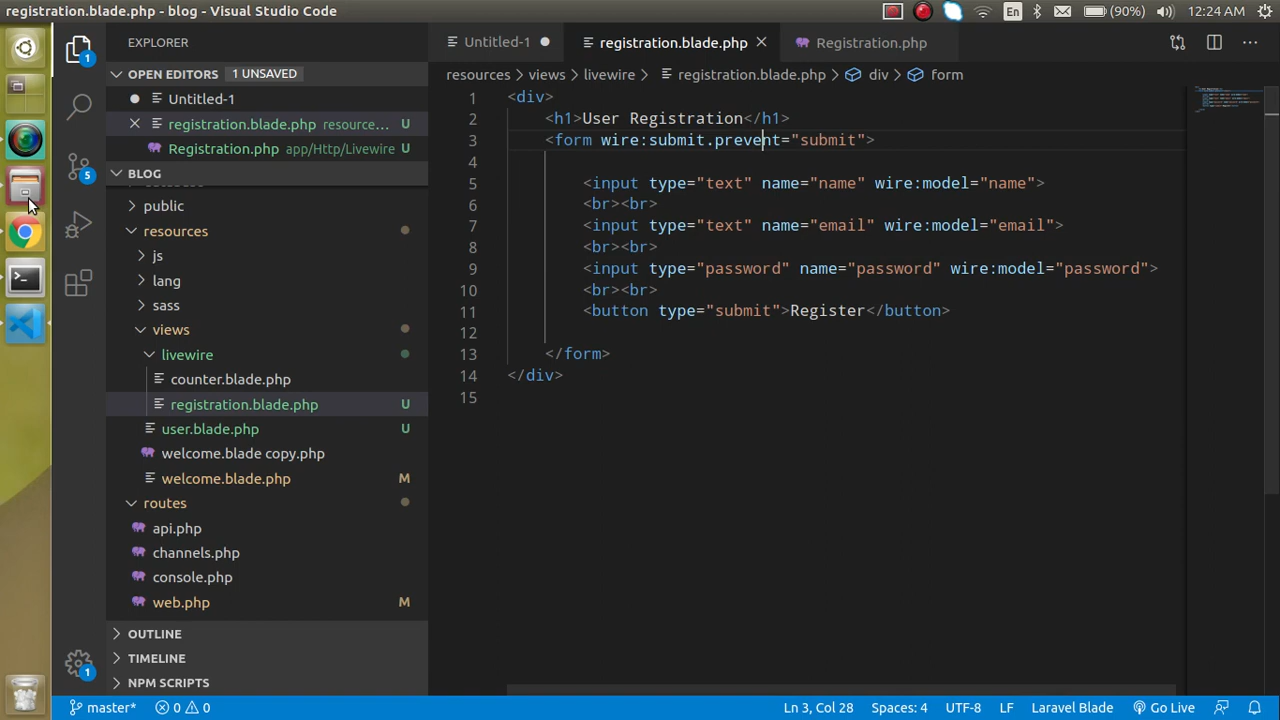 registration.blade.php - blog - Visual Studio Code
En
(90%)
12:24 AM
EXPLORER
OPEN EDITORS
1 UNSAVED
Untitled-1
registration.blade.php resource... U
Registration.php app/Http/Livewire U
BLOG
public
resources
js
lang
sass
views
livewire
counter.blade.php
registration.blade.php U
user.blade.php U
welcome.blade copy.php
welcome.blade.php M
routes
api.php
channels.php
console.php
web.php M
OUTLINE
TIMELINE
NPM SCRIPTS
1
5
1
Untitled-1
registration.blade.php
Registration.php
resources > views > livewire > registration.blade.php > div > form
1 <div>
2 <h1>User Registration</h1>
3 <form wire:submit.prevent="submit">
4
5 <input type="text" name="name" wire:model="name">
6 <br><br>
7 <input type="text" name="email" wire:model="email">
8 <br><br>
9 <input type="password" name="password" wire:model="password">
10 <br><br>
11 <button type="submit">Register</button>
12
13 </form>
14 </div>
15
master* 0 0 Ln 3, Col 28 Spaces: 4 UTF-8 LF Laravel Blade Go Live